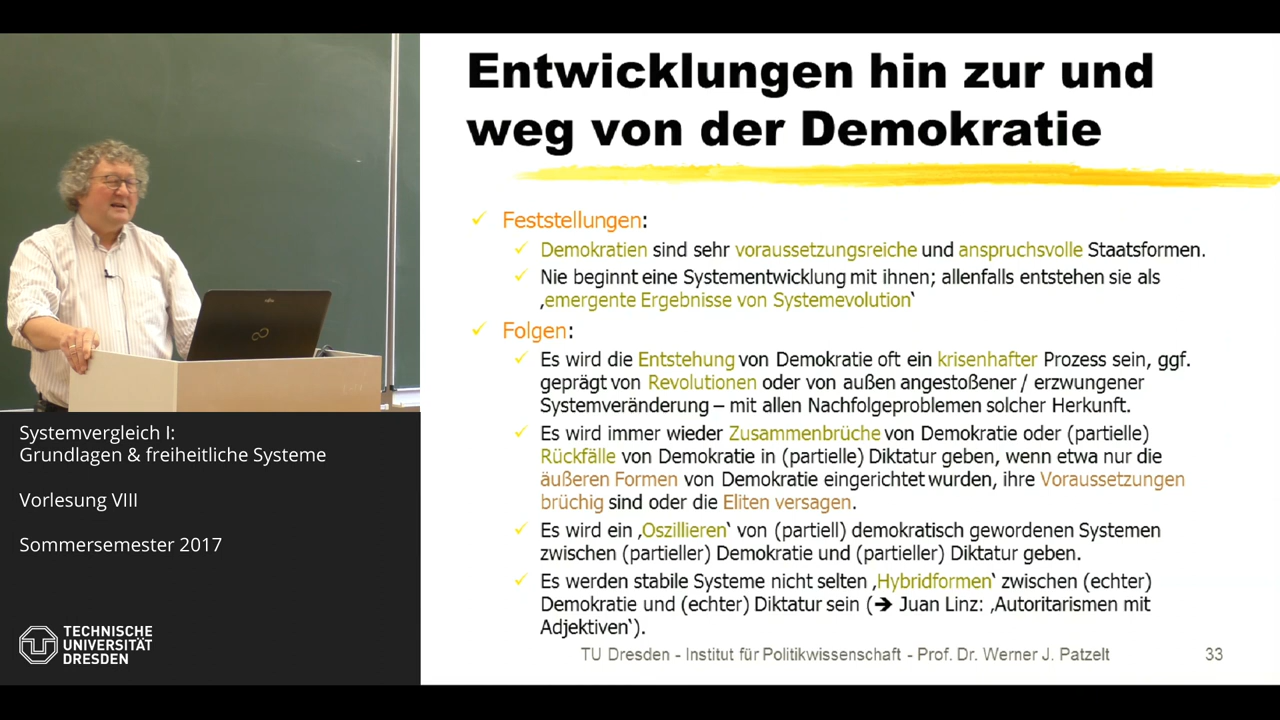 Entwicklungen hin zur und
weg von der Demokratie
Feststellungen:
Demokratien sind sehr voraussetzungsreiche und anspruchsvolle Staatsformen.
Nie beginnt eine Systementwicklung mit ihnen; allenfalls entstehen sie als
‚emergente Ergebnisse von Systemevolution‘
Folgen:
Es wird die Entstehung von Demokratie oft ein krisenhafter Prozess sein, ggf.
geprägt von Revolutionen oder von außen angestoßener / erzwungener
Systemveränderung – mit allen Nachfolgeproblemen solcher Herkunft.
Es wird immer wieder Zusammenbrüche von Demokratie oder (partielle)
Rückfälle von Demokratie in (partielle) Diktatur geben, wenn etwa nur die
äußeren Formen von Demokratie eingerichtet wurden, ihre Voraussetzungen
brüchig sind oder die Eliten versagen.
Es wird ein ‚Oszillieren‘ von (partiell) demokratisch gewordenen Systemen
zwischen (partieller) Demokratie und (partieller) Diktatur geben.
Es werden stabile Systeme nicht selten ‚Hybridformen‘ zwischen (echter)
Demokratie und (echter) Diktatur sein (➔ Juan Linz: ‚Autoritarismen mit
Adjektiven‘).
TU Dresden - Institut für Politikwissenschaft - Prof. Dr. Werner J. Patzelt 33
Systemvergleich I:
Grundlagen & freiheitliche Systeme
Vorlesung VIII
Sommersemester 2017
TECHNISCHE
UNIVERSITÄT
DRESDEN